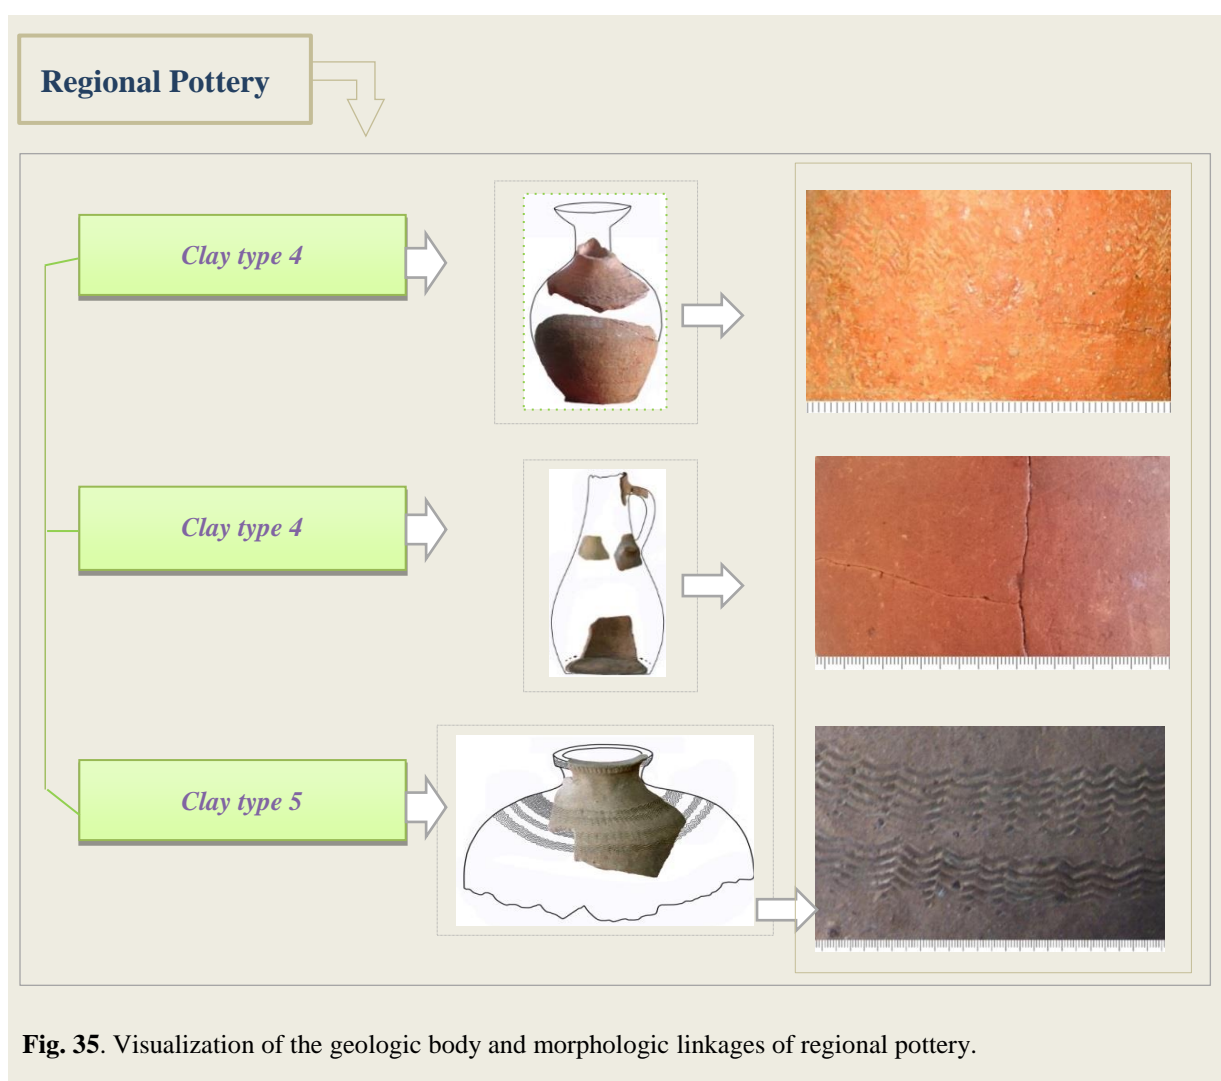 Regional Pottery
Clay type 4
Clay type 4
Clay type 5
Fig. 35. Visualization of the geologic body and morphologic linkages of regional pottery.